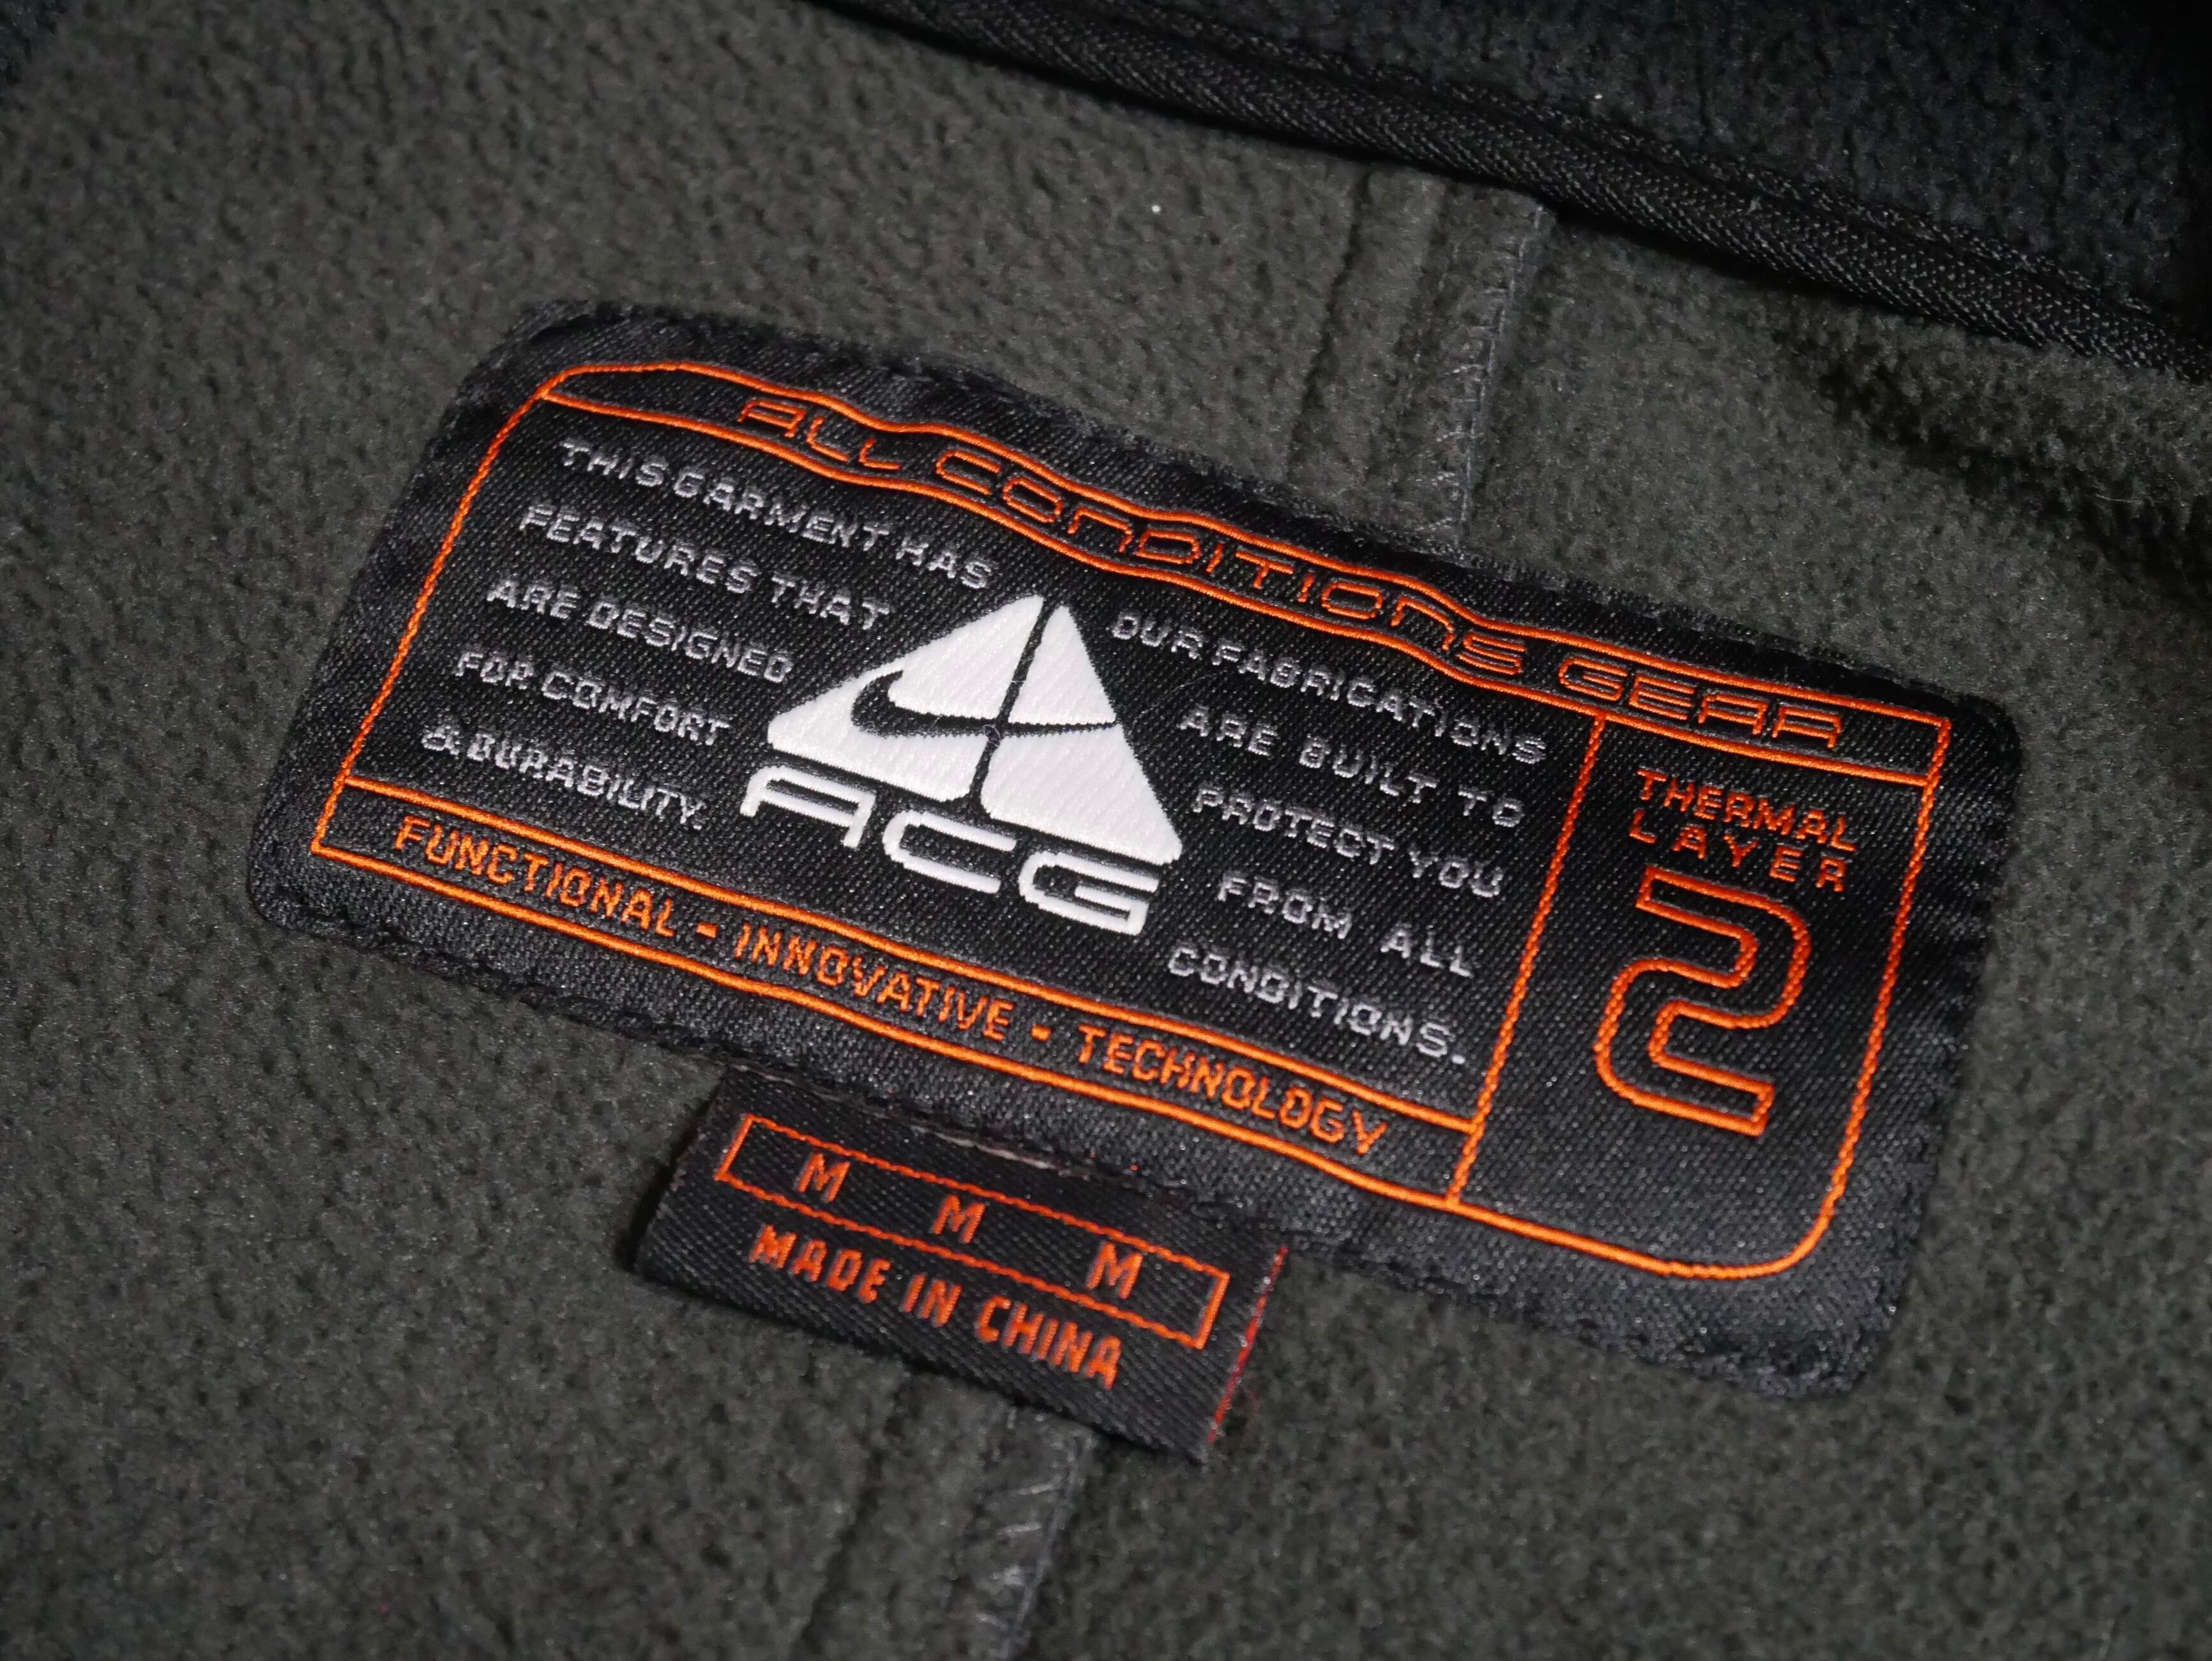 ALL CONDITIONS GEAR
THIS GARMENT HAS
FEATURES THAT
ARE DESIGNED
FOR COMFORT
& DURABILITY.
ACG
OUR FABRICATIONS
ARE BUILT TO
PROTECT YOU
FROM ALL
CONDITIONS.
THERMAL
LAYER
2
FUNCTIONAL - INNOVATIVE - TECHNOLOGY
M M M
MADE IN CHINA